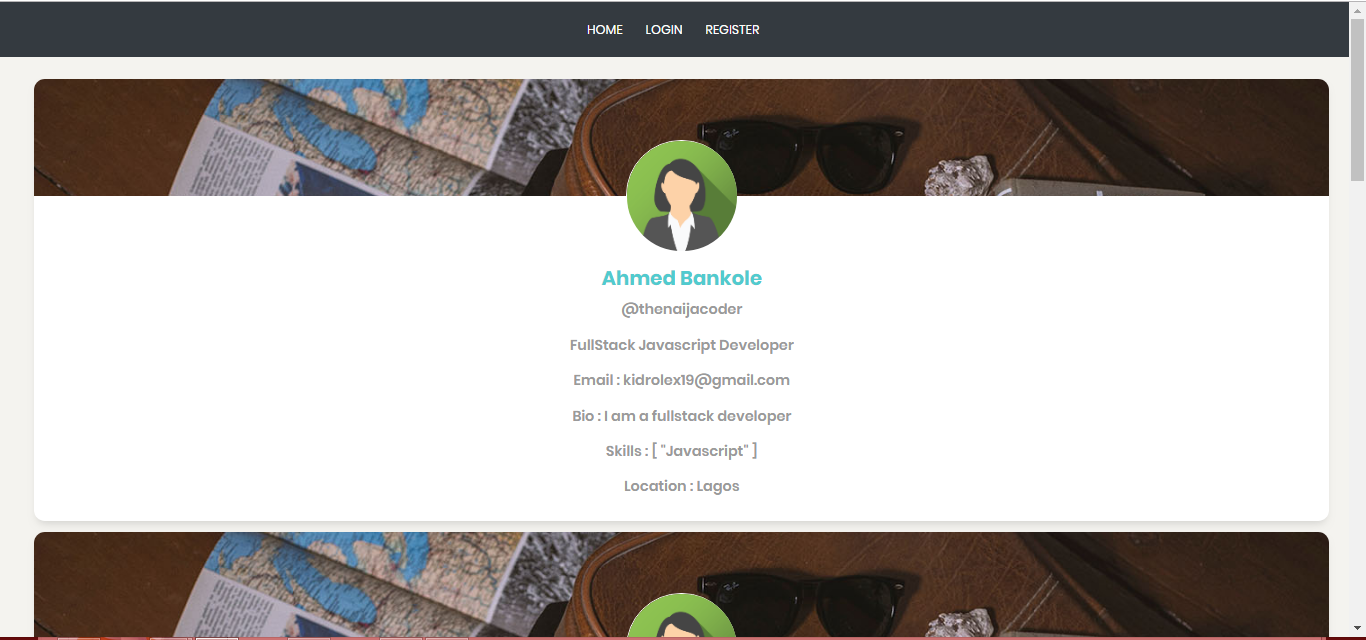 HOME LOGIN REGISTER
Ahmed Bankole
@thenaijacoder
FullStack Javascript Developer
Email : kidrolex19@gmail.com
Bio : I am a fullstack developer
Skills : [ "Javascript" ]
Location : Lagos